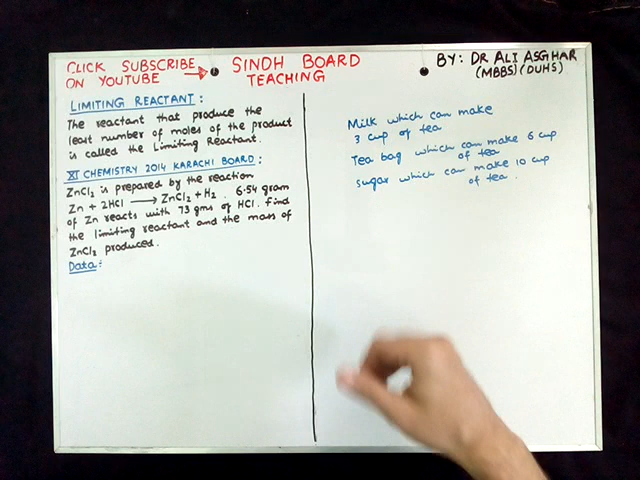 CLICK SUBSCRIBE
ON YOUTUBE →
SINDH BOARD
TEACHING
BY: DR ALI ASGHAR
(MBBS) (DUHS)
LIMITING REACTANT:
The reactant that produce the
least number of moles of the product
is called the Limiting Reactant.
XI CHEMISTRY 2014 KARACHI BOARD:
ZnCl₂ is prepared by the reaction
Zn + 2HCl → ZnCl₂ + H₂. 6.54 gram
of Zn reacts with 73 gms of HCl. find
the limiting reactant and the mass of
ZnCl₂ produced.
Data:
Milk which can make
3 cup of tea
Tea bag which can make 6 cup
of tea
Sugar which can make 10 cup
of tea.